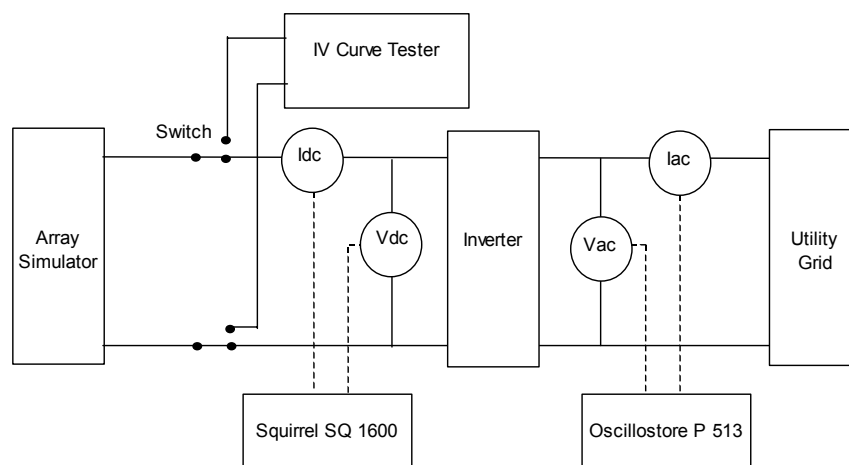 IV Curve Tester
Switch
Idc
Iac
Array
Simulator
Vdc
Inverter
Vac
Utility
Grid
Squirrel SQ 1600
Oscillostore P 513